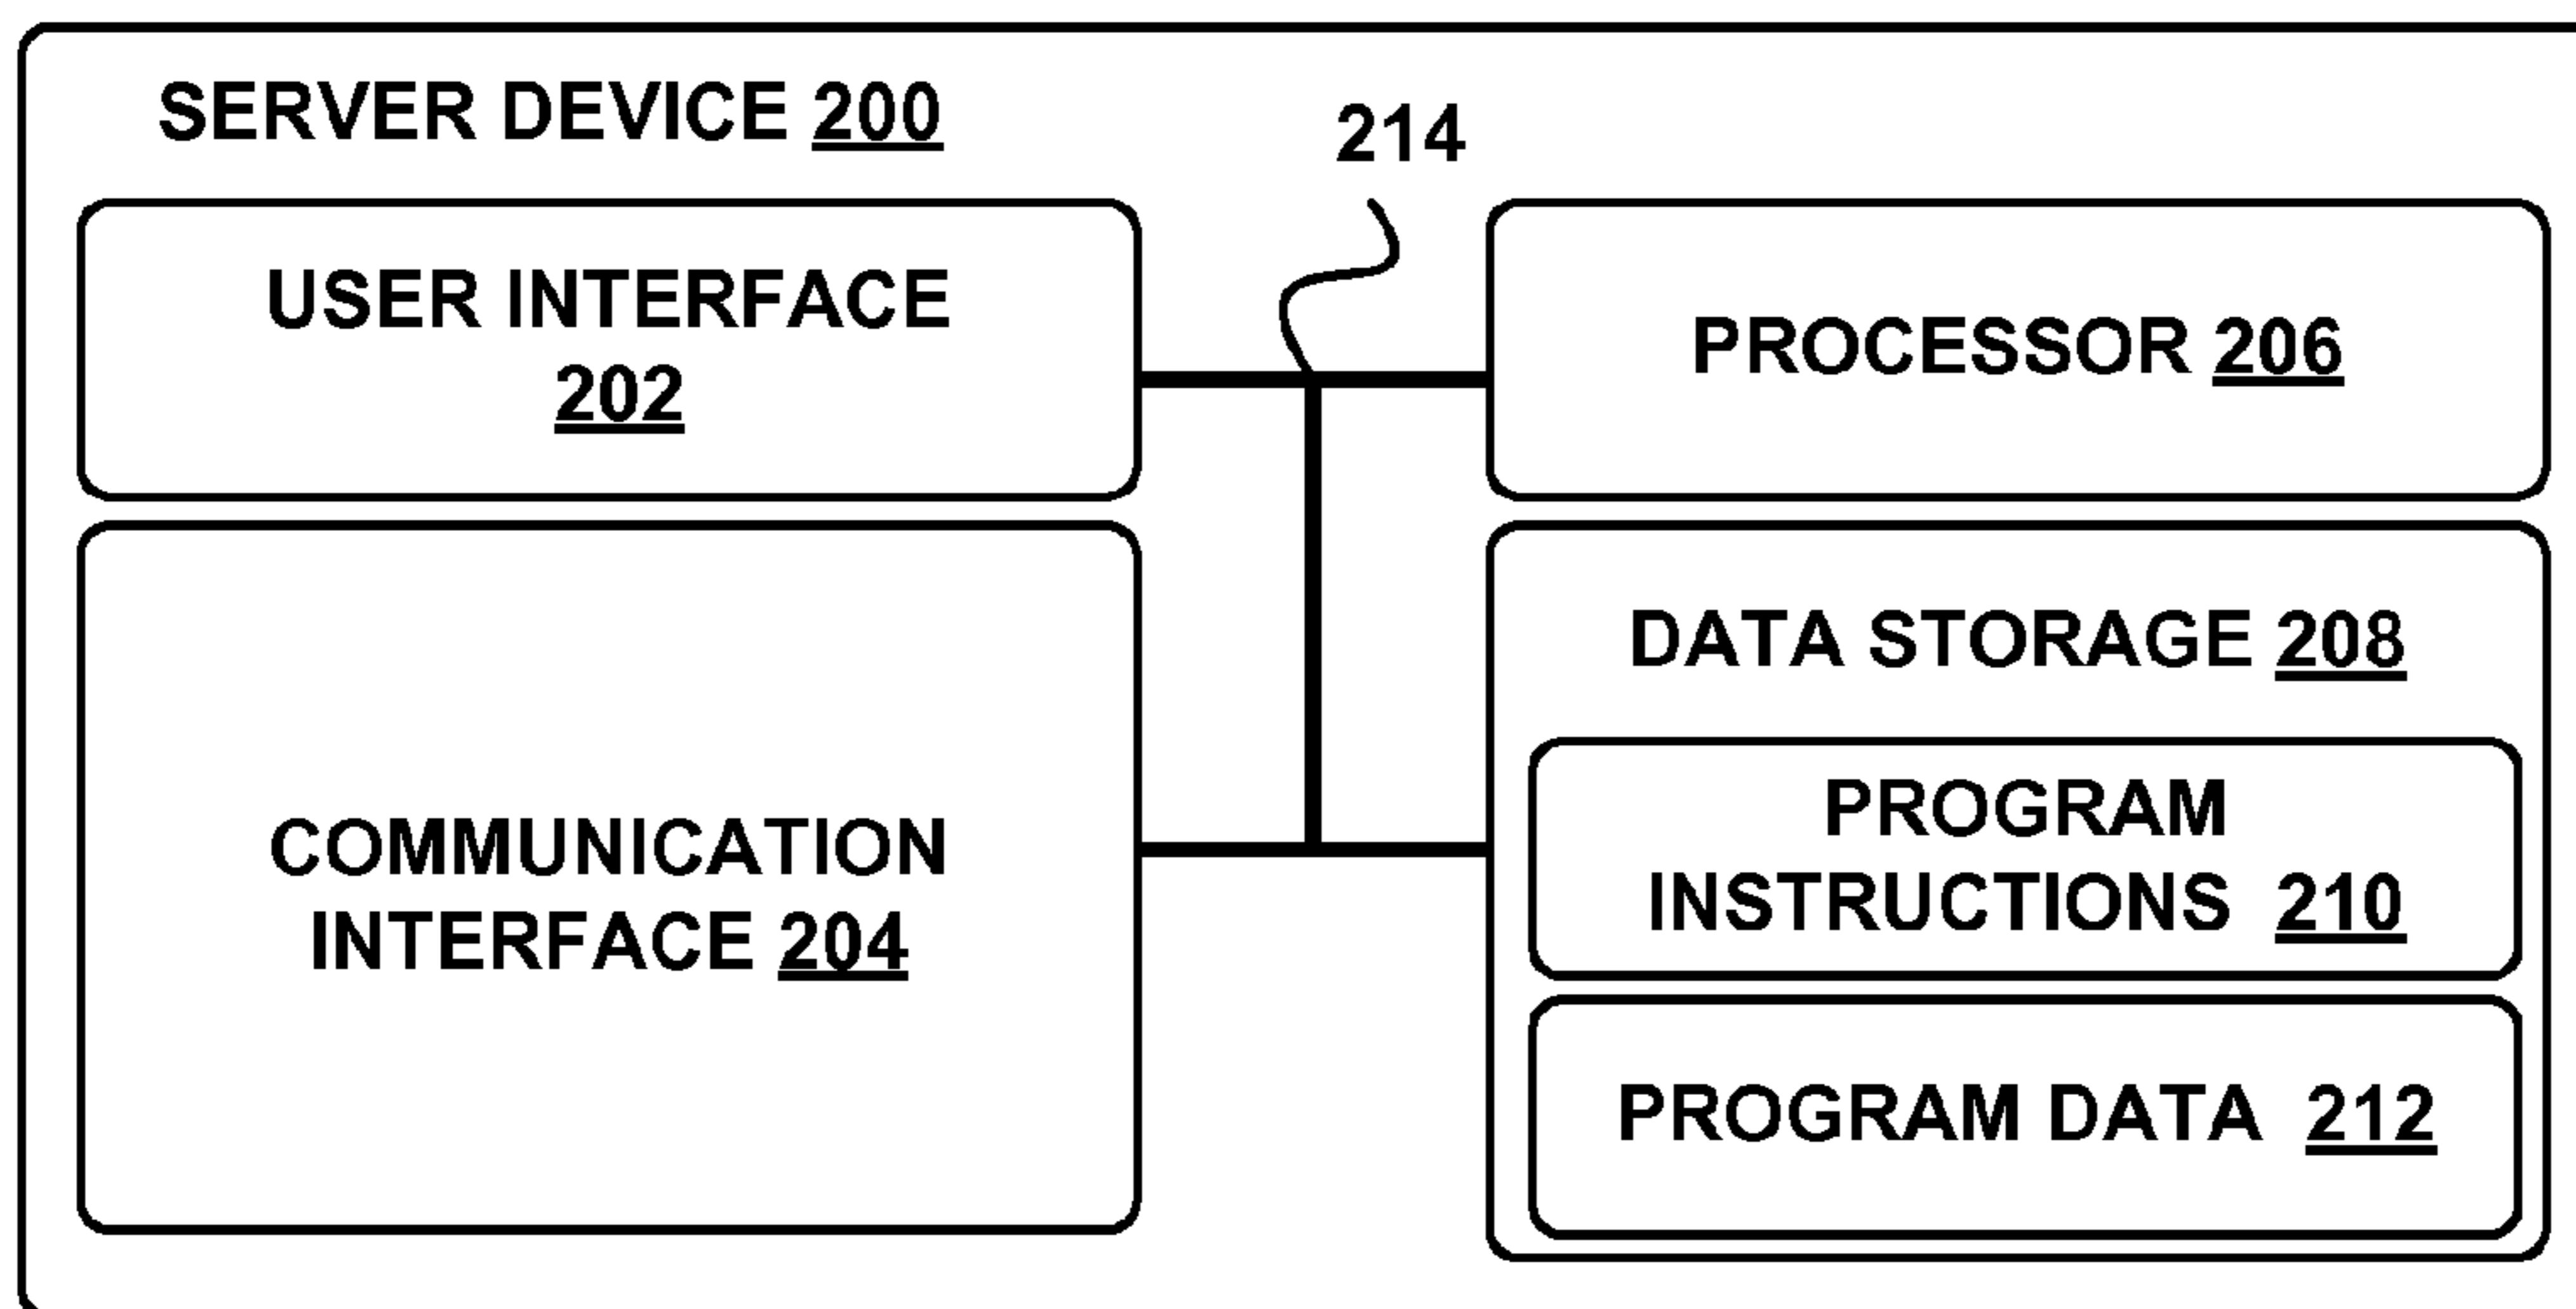 SERVER DEVICE 200
214
USER INTERFACE
202
PROCESSOR 206
COMMUNICATION
INTERFACE 204
DATA STORAGE 208
PROGRAM
INSTRUCTIONS 210
PROGRAM DATA 212